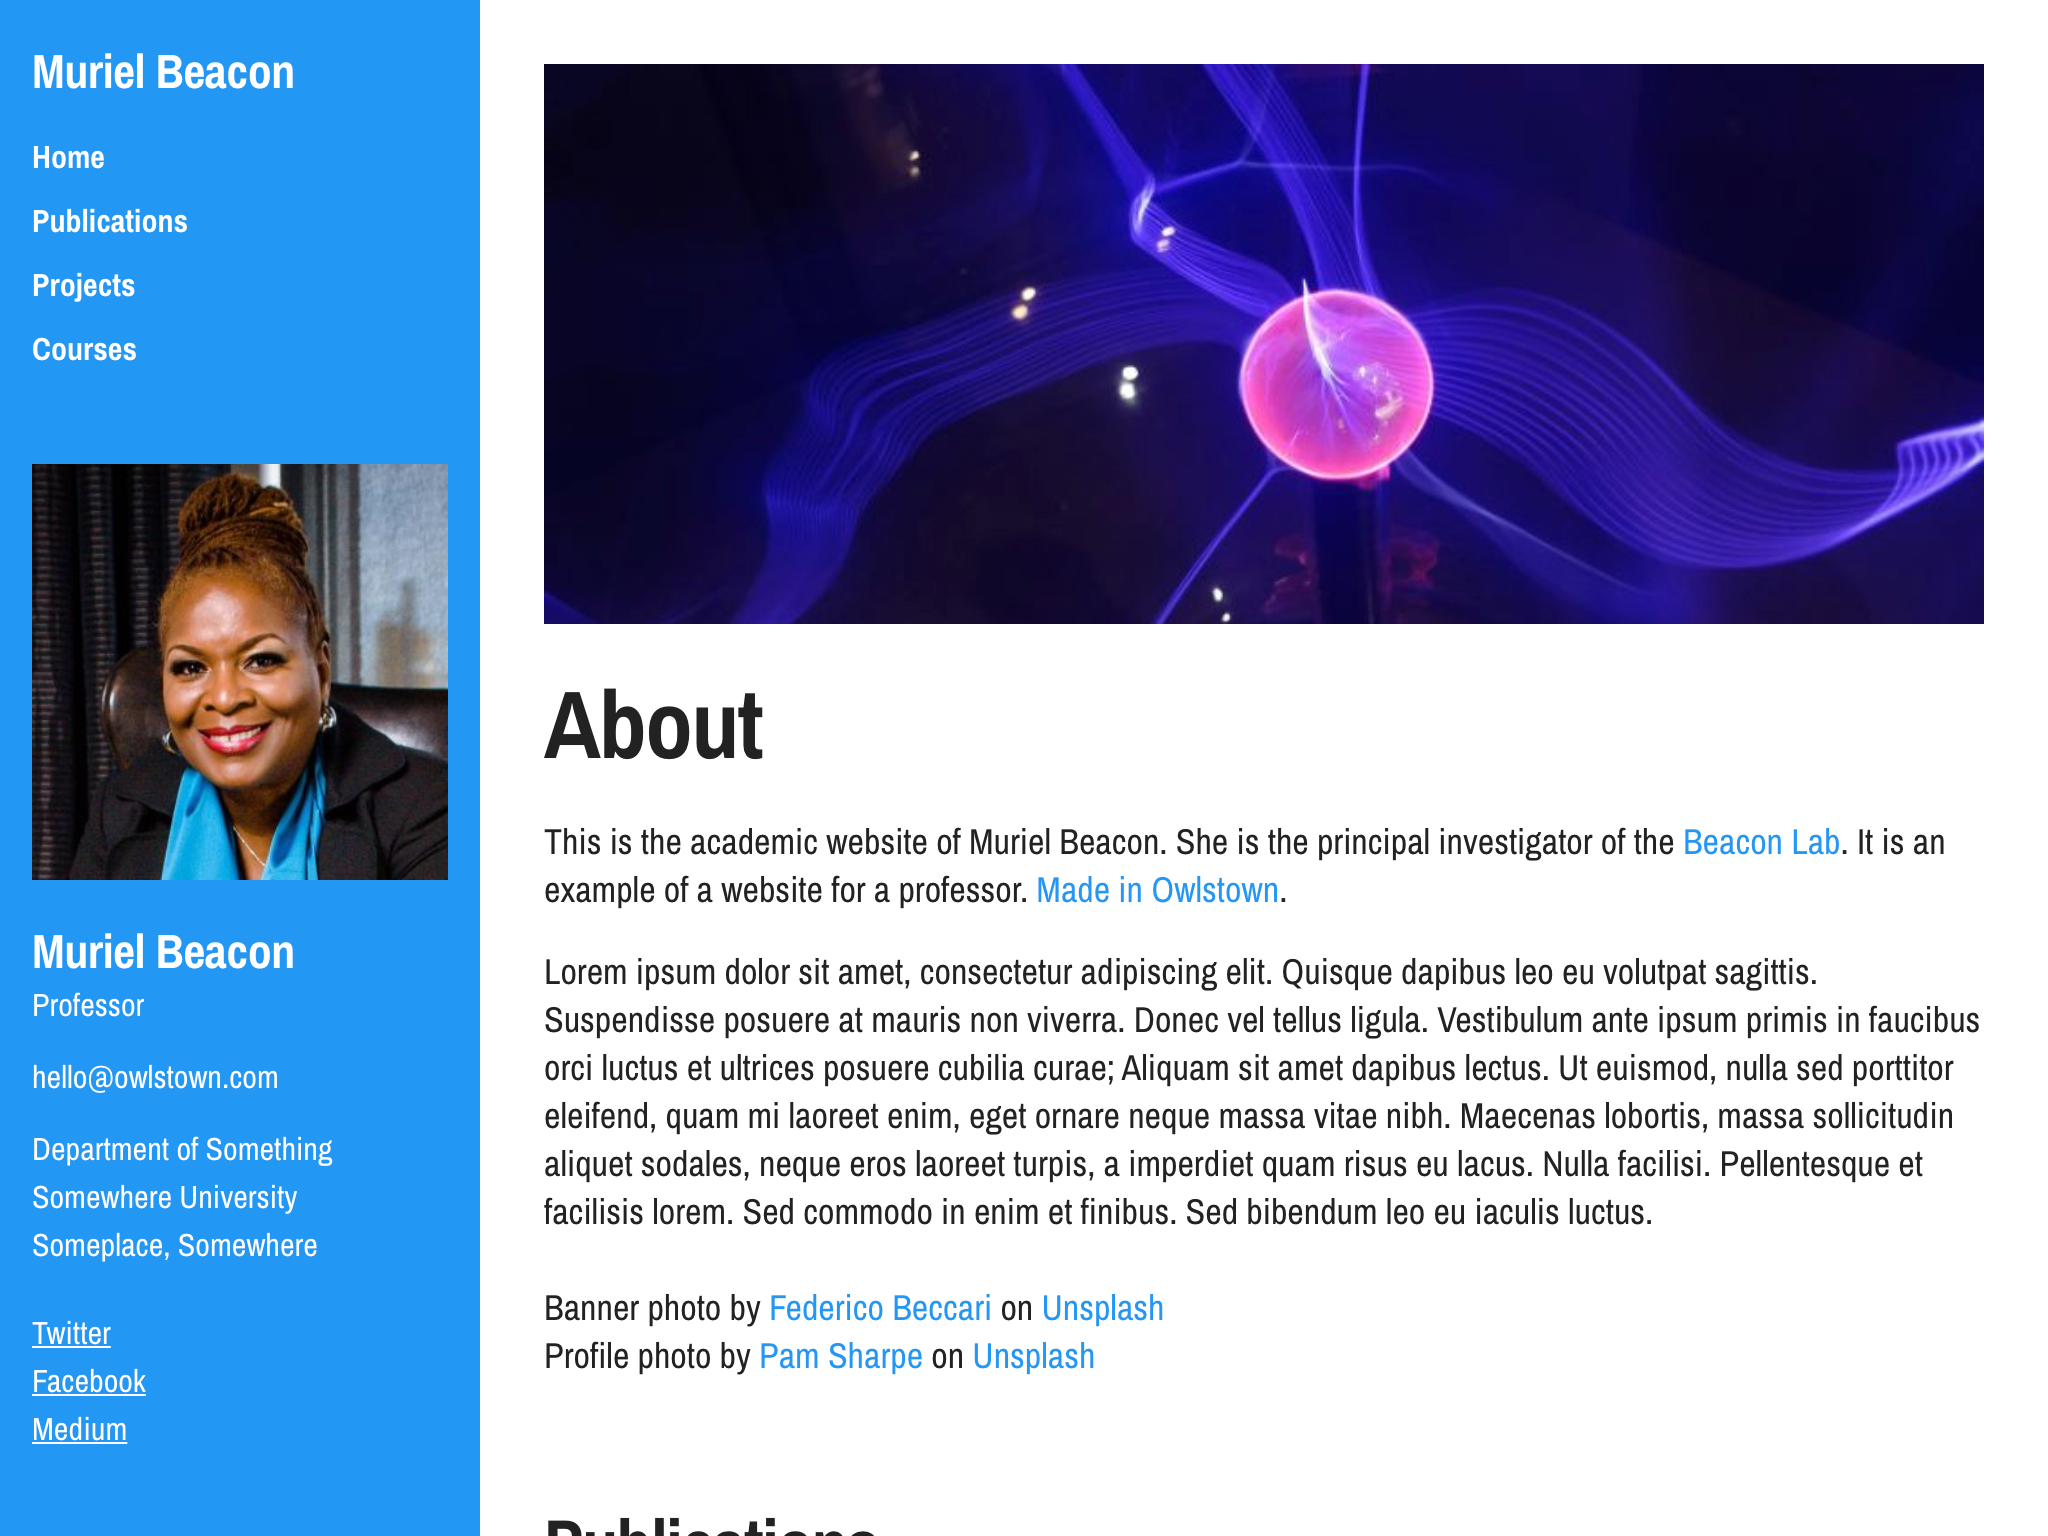 Muriel Beacon
Home
Publications
Projects
Courses
Muriel Beacon
Professor
hello@owlstown.com
Department of Something
Somewhere University
Someplace, Somewhere
Twitter
Facebook
Medium
About
This is the academic website of Muriel Beacon. She is the principal investigator of the Beacon Lab. It is an
example of a website for a professor. Made in Owlstown.
Lorem ipsum dolor sit amet, consectetur adipiscing elit. Quisque dapibus leo eu volutpat sagittis.
Suspendisse posuere at mauris non viverra. Donec vel tellus ligula. Vestibulum ante ipsum primis in faucibus
orci luctus et ultrices posuere cubilia curae; Aliquam sit amet dapibus lectus. Ut euismod, nulla sed porttitor
eleifend, quam mi laoreet enim, eget ornare neque massa vitae nibh. Maecenas lobortis, massa sollicitudin
aliquet sodales, neque eros laoreet turpis, a imperdiet quam risus eu lacus. Nulla facilisi. Pellentesque et
facilisis lorem. Sed commodo in enim et finibus. Sed bibendum leo eu iaculis luctus.
Banner photo by Federico Beccari on Unsplash
Profile photo by Pam Sharpe on Unsplash
Publications